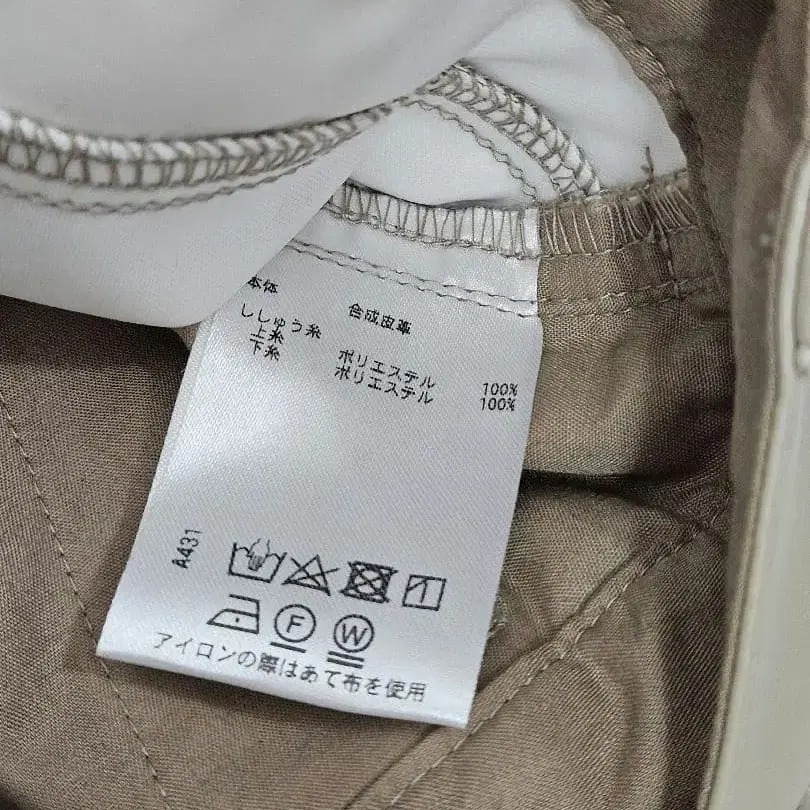 本体 合成皮革
ししゅう糸
上糸 ポリエステル 100%
下糸 ポリエステル 100%
A431
F W
アイロンの際はあて布を使用